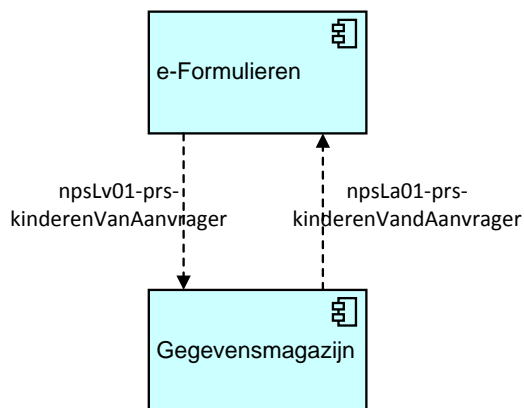 e-Formulieren
npsLv01-prs-
kinderenVanAanvrager
npsLa01-prs-
kinderenVandAanvrager
Gegevensmagazijn